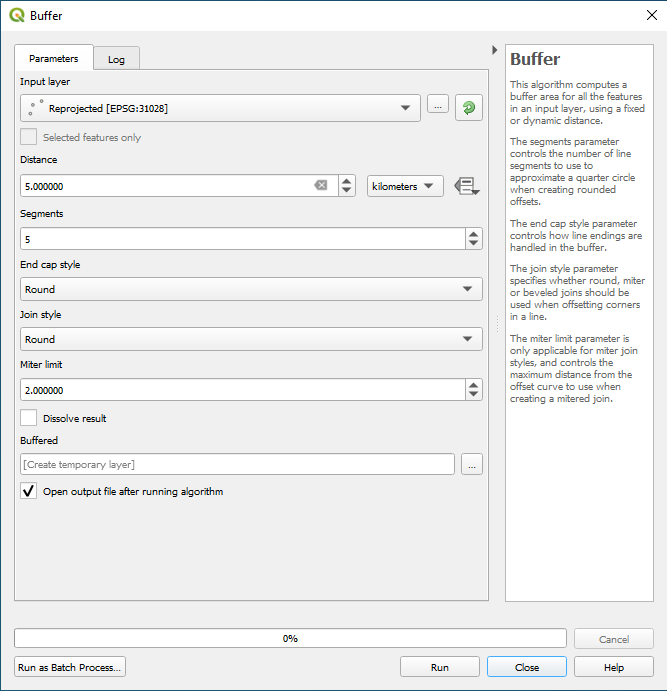 Buffer
Parameters
Log
Input layer
Reprojected [EPSG:31028]
...
Selected features only
Distance
5.000000
kilometers
Segments
5
End cap style
Round
Join style
Round
Miter limit
2.000000
Dissolve result
Buffered
[Create temporary layer]
...
Open output file after running algorithm
Buffer
This algorithm computes a
buffer area for all the features
in an input layer, using a fixed
or dynamic distance.
The segments parameter
controls the number of line
segments to use to
approximate a quarter circle
when creating rounded
offsets.
The end cap style parameter
controls how line endings are
handled in the buffer.
The join style parameter
specifies whether round, miter
or beveled joins should be
used when offsetting corners
in a line.
The miter limit parameter is
only applicable for miter join
styles, and controls the
maximum distance from the
offset curve to use when
creating a mitered join.
0%
Cancel
Run as Batch Process...
Run
Close
Help